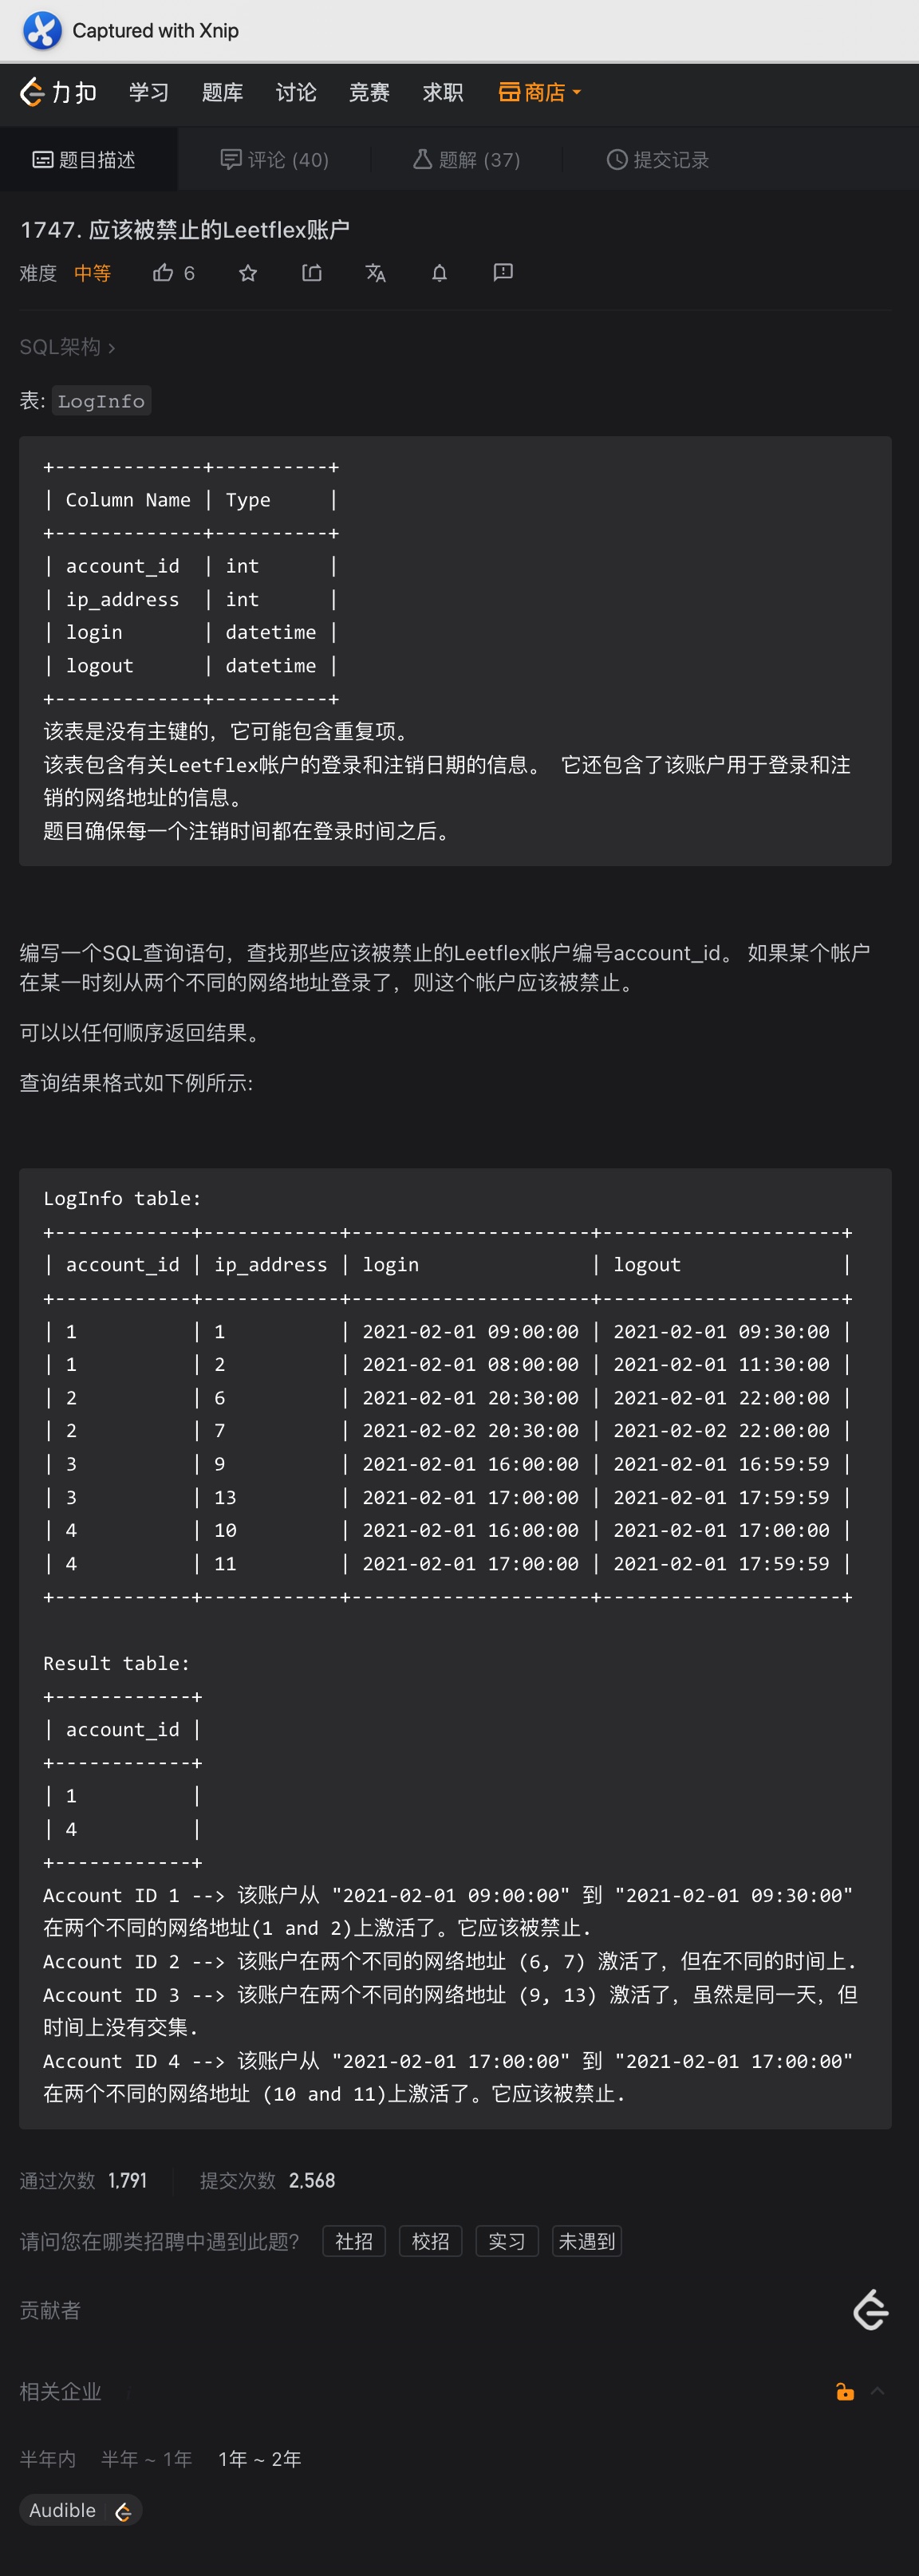 Captured with Xnip
力扣 学习 题库 讨论 竞赛 求职 商店
题目描述 评论 (40) 题解 (37) 提交记录
1747. 应该被禁止的Leetflex账户
难度 中等 6
SQL架构 >
表: LogInfo
+-------------+----------+
| Column Name | Type     |
+-------------+----------+
| account_id  | int      |
| ip_address  | int      |
| login       | datetime |
| logout      | datetime |
+-------------+----------+
该表是没有主键的，它可能包含重复项。
该表包含有关Leetflex帐户的登录和注销日期的信息。 它还包含了该账户用于登录和注
销的网络地址的信息。
题目确保每一个注销时间都在登录时间之后。
编写一个SQL查询语句，查找那些应该被禁止的Leetflex帐户编号account_id。 如果某个帐户
在某一时刻从两个不同的网络地址登录了，则这个帐户应该被禁止。
可以以任何顺序返回结果。
查询结果格式如下例所示:
LogInfo table:
+------------+------------+---------------------+---------------------+
| account_id | ip_address | login               | logout              |
+------------+------------+---------------------+---------------------+
| 1          | 1          | 2021-02-01 09:00:00 | 2021-02-01 09:30:00 |
| 1          | 2          | 2021-02-01 08:00:00 | 2021-02-01 11:30:00 |
| 2          | 6          | 2021-02-01 20:30:00 | 2021-02-01 22:00:00 |
| 2          | 7          | 2021-02-02 20:30:00 | 2021-02-02 22:00:00 |
| 3          | 9          | 2021-02-01 16:00:00 | 2021-02-01 16:59:59 |
| 3          | 13         | 2021-02-01 17:00:00 | 2021-02-01 17:59:59 |
| 4          | 10         | 2021-02-01 16:00:00 | 2021-02-01 17:00:00 |
| 4          | 11         | 2021-02-01 17:00:00 | 2021-02-01 17:59:59 |
+------------+------------+---------------------+---------------------+
Result table:
+------------+
| account_id |
+------------+
| 1          |
| 4          |
+------------+
Account ID 1 --> 该账户从 "2021-02-01 09:00:00" 到 "2021-02-01 09:30:00"
在两个不同的网络地址(1 and 2)上激活了。它应该被禁止.
Account ID 2 --> 该账户在两个不同的网络地址 (6, 7) 激活了，但在不同的时间上.
Account ID 3 --> 该账户在两个不同的网络地址 (9, 13) 激活了，虽然是同一天，但
时间上没有交集.
Account ID 4 --> 该账户从 "2021-02-01 17:00:00" 到 "2021-02-01 17:00:00"
在两个不同的网络地址 (10 and 11)上激活了。它应该被禁止.
通过次数 1,791 提交次数 2,568
请问您在哪类招聘中遇到此题? 社招 校招 实习 未遇到
贡献者
相关企业
半年内 半年 ~ 1年 1年 ~ 2年
Audible